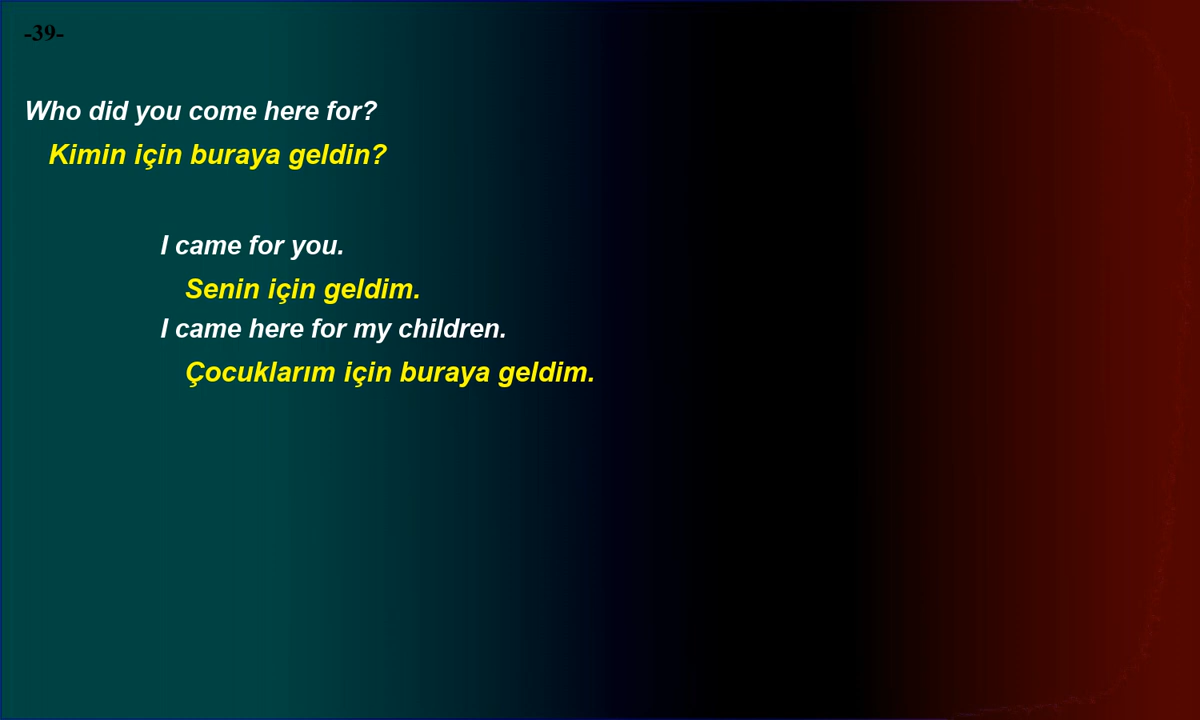 -39-
Who did you come here for?
Kimin için buraya geldin?
I came for you.
Senin için geldim.
I came here for my children.
Çocuklarım için buraya geldim.